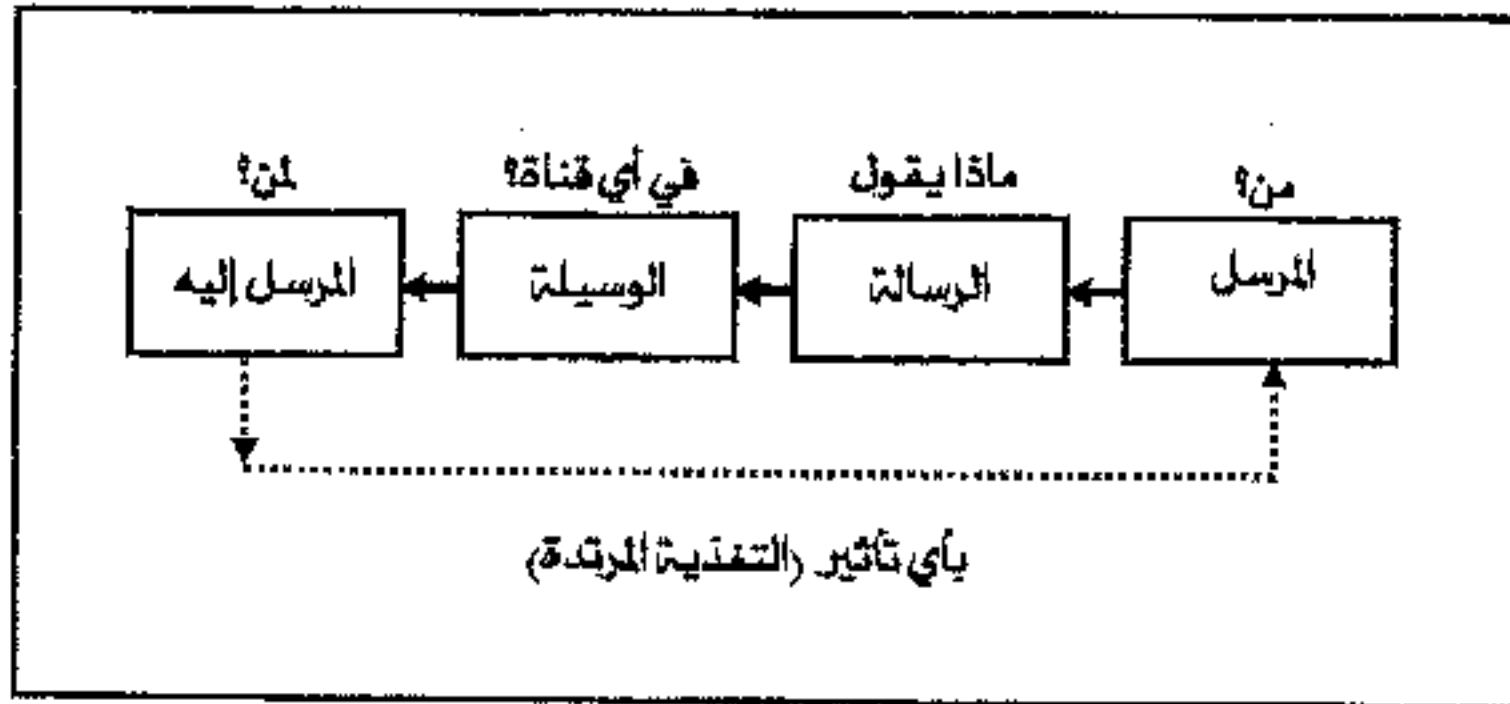 من؟
ماذا يقول
في أي قناة؟
لمن؟
المرسل
الرسالة
الوسيلة
المرسل إليه
بأي تأثير (التغذية المرتدة)